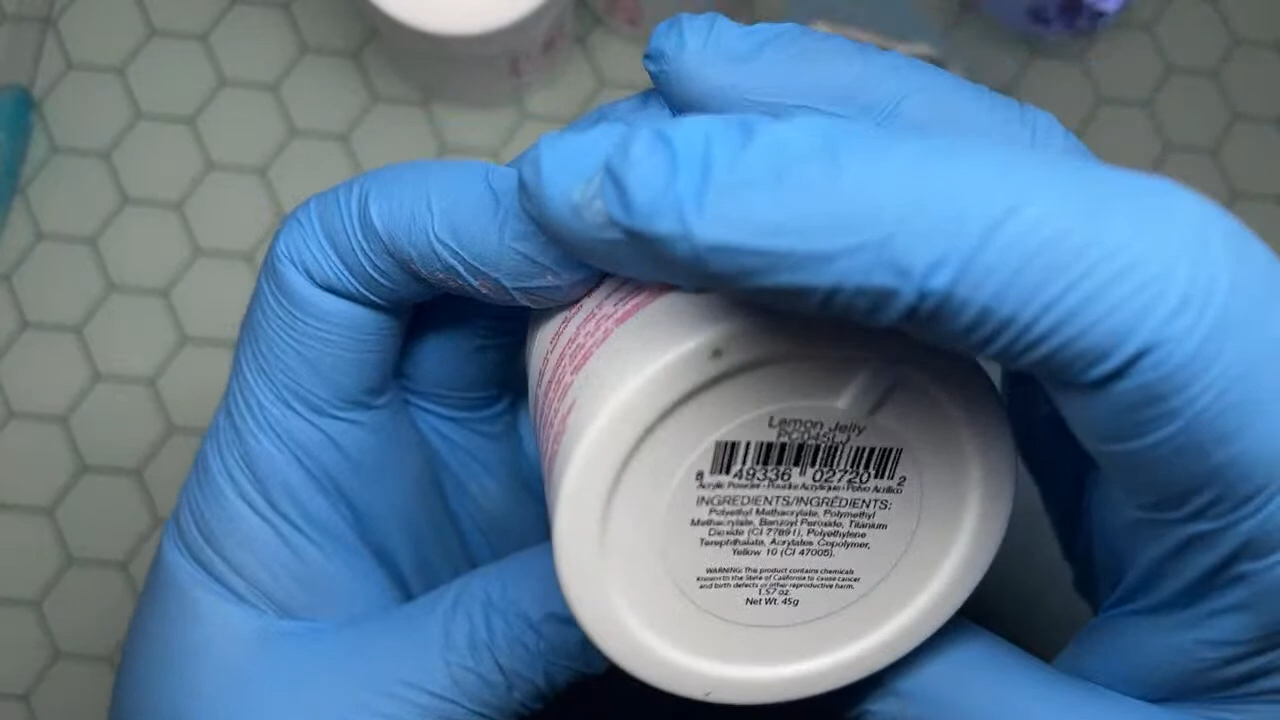 Lemon Jelly
PC045LJ
8 49336 02720 2
Acrylic Powder • Poudre Acrylique • Polvo Acrílico
INGREDIENTS/INGRÉDIENTS:
Polyethyl Methacrylate, Polymethyl
Methacrylate, Benzoyl Peroxide, Titanium
Dioxide (CI 77891), Polyethylene
Terephthalate, Acrylates Copolymer,
Yellow 10 (CI 47005).
WARNING: This product contains chemicals
known to the State of California to cause cancer
and birth defects or other reproductive harm.
1.57 oz.
Net Wt. 45g